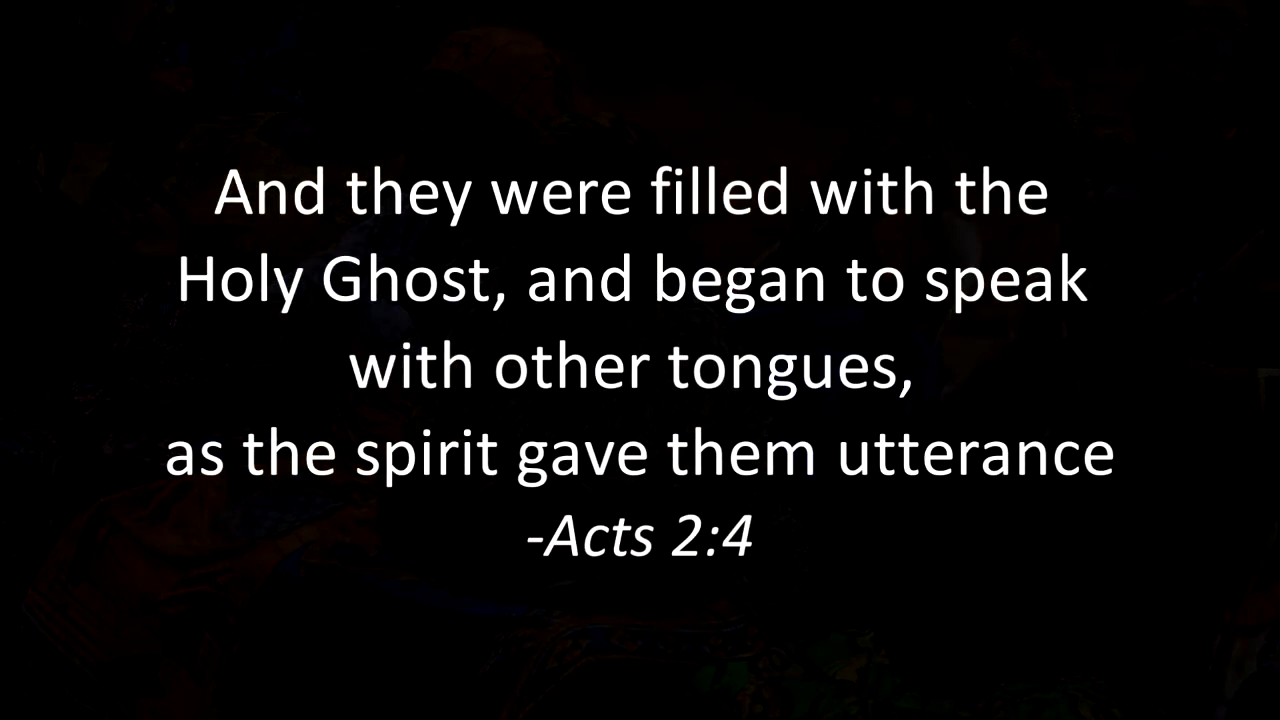 And they were filled with the
Holy Ghost, and began to speak
with other tongues,
as the spirit gave them utterance
-Acts 2:4